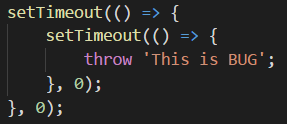 setTimeout(() => {
    setTimeout(() => {
        throw 'This is BUG';
    }, 0);
}, 0);